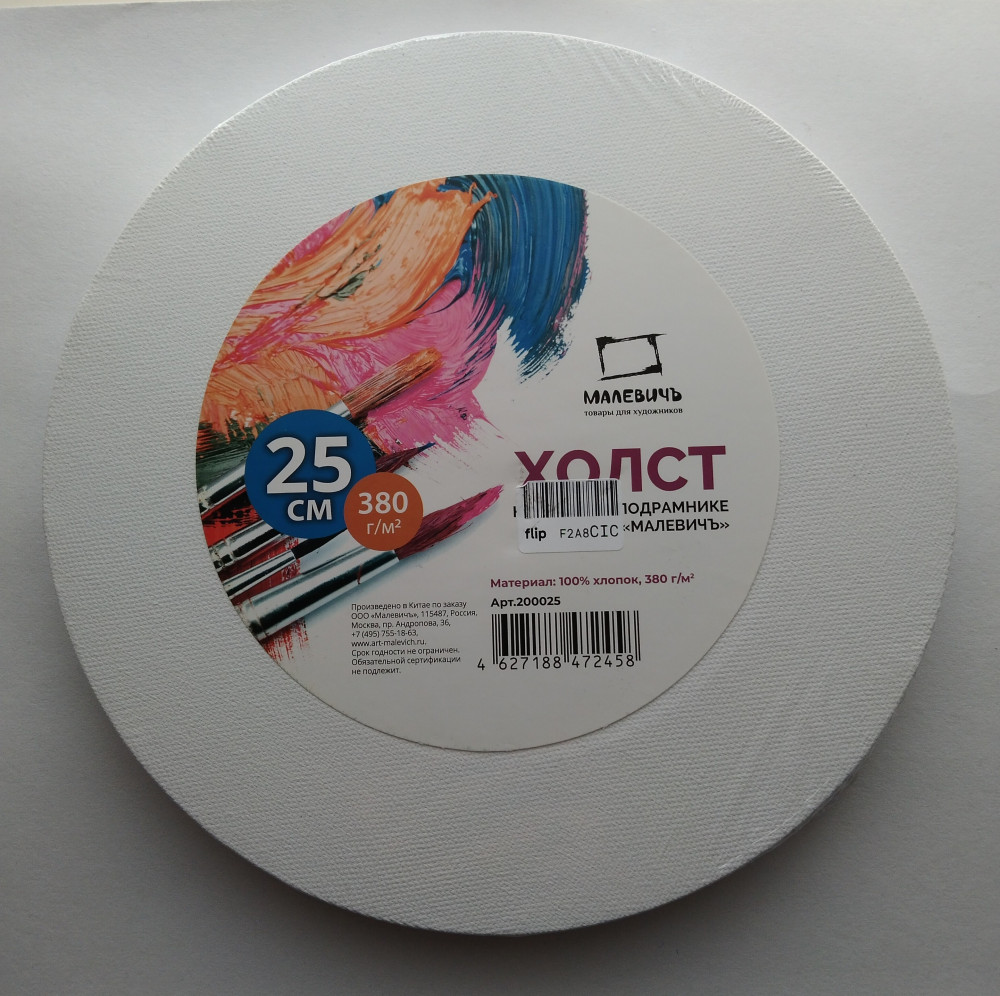 МАЛЕВИЧЪ
товары для художников
25
СМ
380
г/м²
ХОЛСТ
ПОДРАМНИКЕ
«МАЛЕВИЧЪ»
flip F2A8CIC
Материал: 100% хлопок, 380 г/м²
Арт.200025
Произведено в Китае по заказу
ООО «Малевичъ», 115487, Россия,
Москва, пр. Андропова, 36,
+7 (495) 755-18-63,
www.art-malevich.ru.
Срок годности не ограничен.
Обязательной сертификации
не подлежит.
4 627188 472458